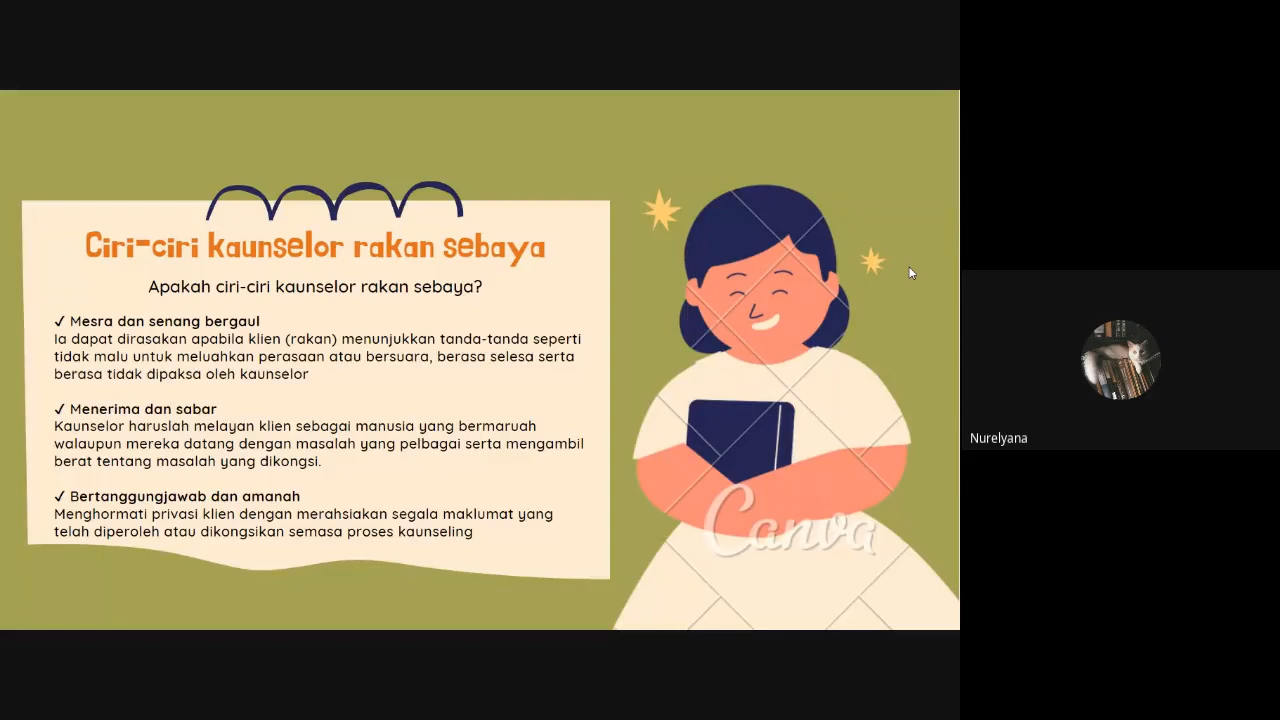 Ciri-ciri kaunselor rakan sebaya
Apakah ciri-ciri kaunselor rakan sebaya?
✓ Mesra dan senang bergaul
Ia dapat dirasakan apabila klien (rakan) menunjukkan tanda-tanda seperti
tidak malu untuk meluahkan perasaan atau bersuara, berasa selesa serta
berasa tidak dipaksa oleh kaunselor
✓ Menerima dan sabar
Kaunselor haruslah melayan klien sebagai manusia yang bermaruah
walaupun mereka datang dengan masalah yang pelbagai serta mengambil
berat tentang masalah yang dikongsi.
✓ Bertanggungjawab dan amanah
Menghormati privasi klien dengan merahsiakan segala maklumat yang
telah diperoleh atau dikongsikan semasa proses kaunseling
Canva
Nurelyana